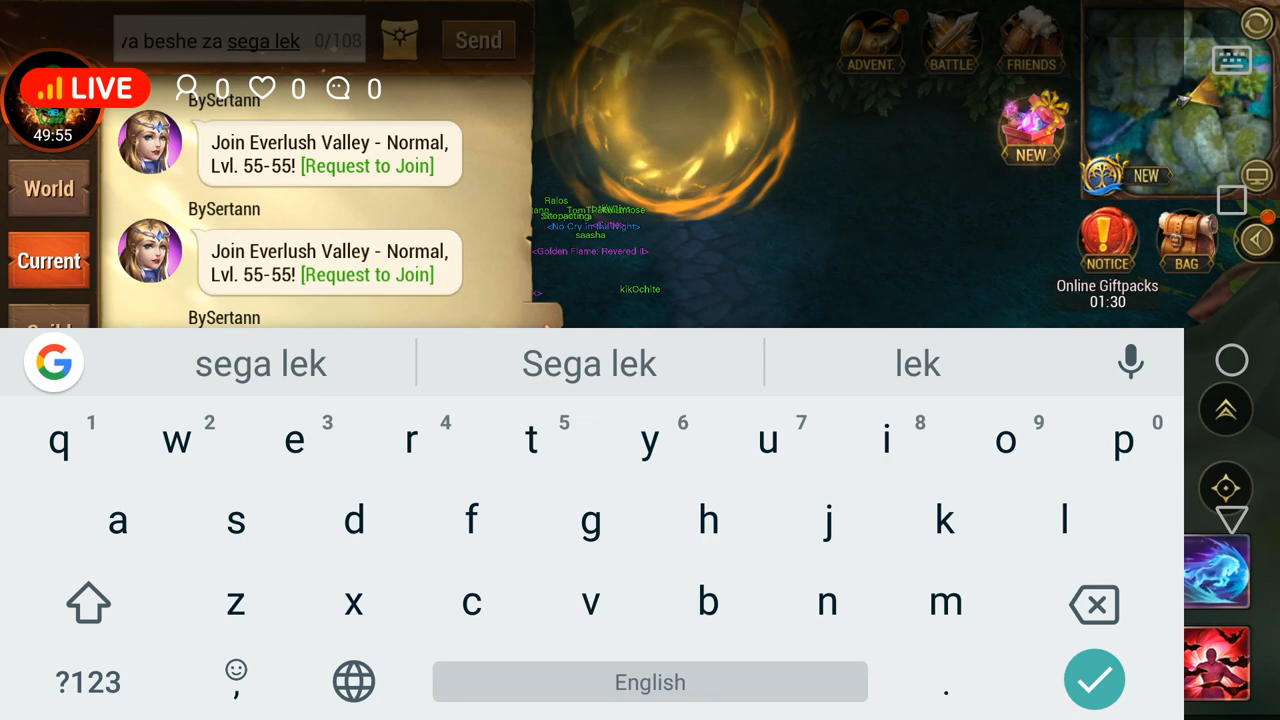 va beshe za sega lek 0/108
Send
LIVE 0 0 0
49:55
World
Current
BySertann
Join Everlush Valley - Normal,
Lvl. 55-55! [Request to Join]
BySertann
Join Everlush Valley - Normal,
Lvl. 55-55! [Request to Join]
BySertann
ADVENT.
BATTLE
FRIENDS
NEW
NEW
NOTICE
BAG
Online Giftpacks
01:30
Ralos
<No Cry in the Night>
saasha
<Golden Flame: Revered I>
kikOchite
sega lek Sega lek lek
q 1 w 2 e 3 r 4 t 5 y 6 u 7 i 8 o 9 p 0
a s d f g h j k l
z x c v b n m
?123 , English .